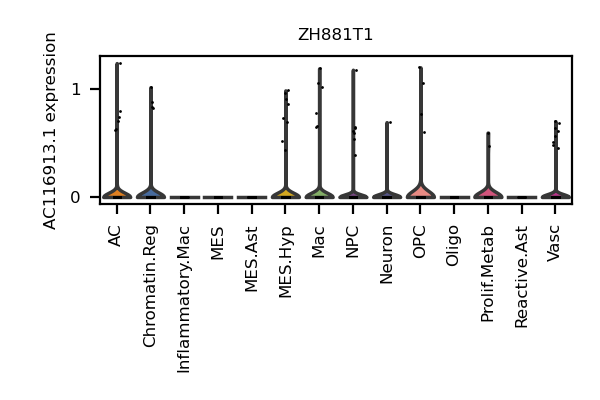 ZH881T1
AC116913.1 expression
1
0
AC
Chromatin.Reg
Inflammatory.Mac
MES
MES.Ast
MES.Hyp
Mac
NPC
Neuron
OPC
Oligo
Prolif.Metab
Reactive.Ast
Vasc